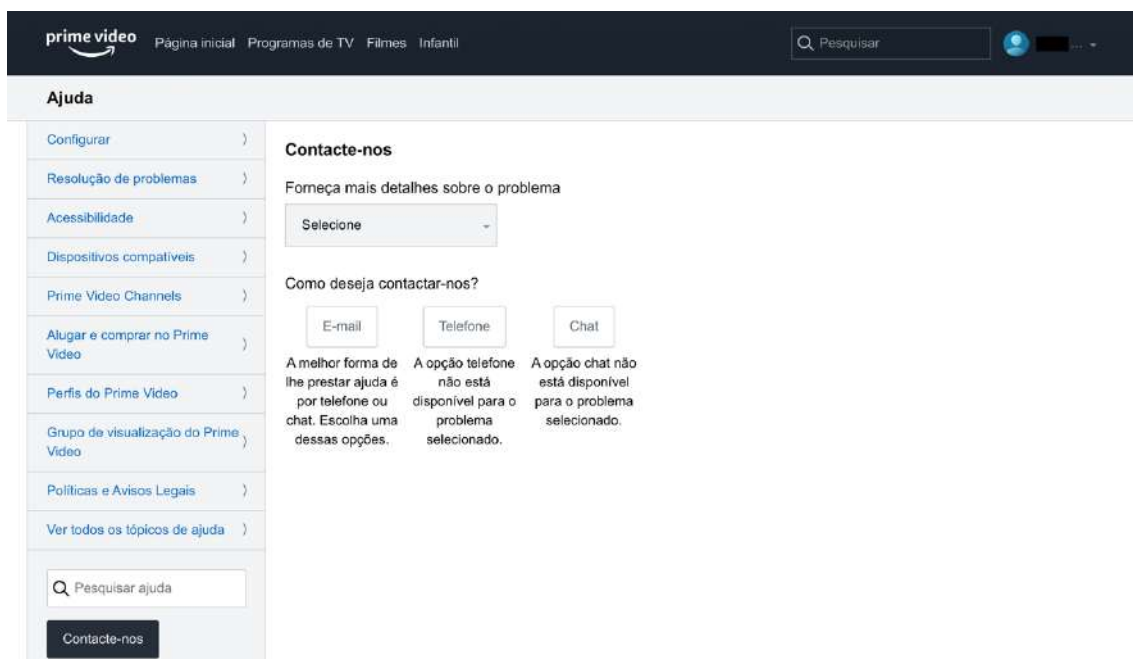 prime video Página inicial Programas de TV Filmes Infantil Pesquisar ...
Ajuda
Configurar
Resolução de problemas
Acessibilidade
Dispositivos compatíveis
Prime Video Channels
Alugar e comprar no Prime
Video
Perfis do Prime Video
Grupo de visualização do Prime
Video
Políticas e Avisos Legais
Ver todos os tópicos de ajuda
Pesquisar ajuda
Contacte-nos
Contacte-nos
Forneça mais detalhes sobre o problema
Selecione
Como deseja contactar-nos?
E-mail
A melhor forma de
lhe prestar ajuda é
por telefone ou
chat. Escolha uma
dessas opções.
Telefone
A opção telefone
não está
disponível para o
problema
selecionado.
Chat
A opção chat não
está disponível
para o problema
selecionado.